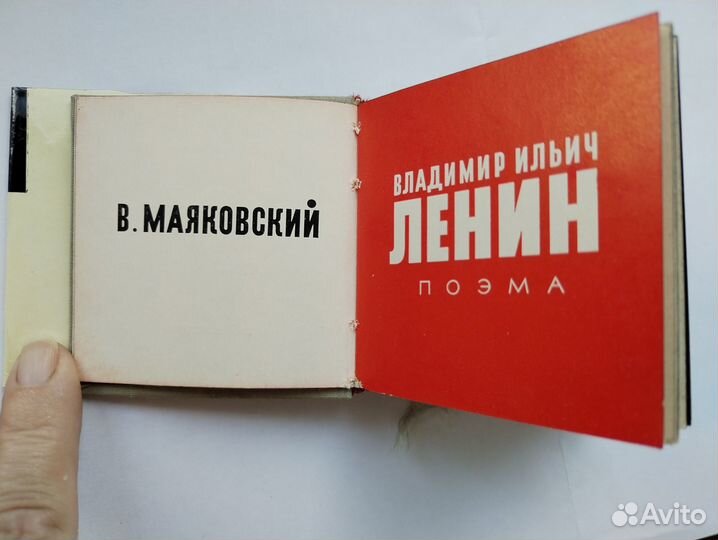 В. МАЯКОВСКИЙ
ВЛАДИМИР ИЛЬИЧ
ЛЕНИН
ПОЭМА
Avito